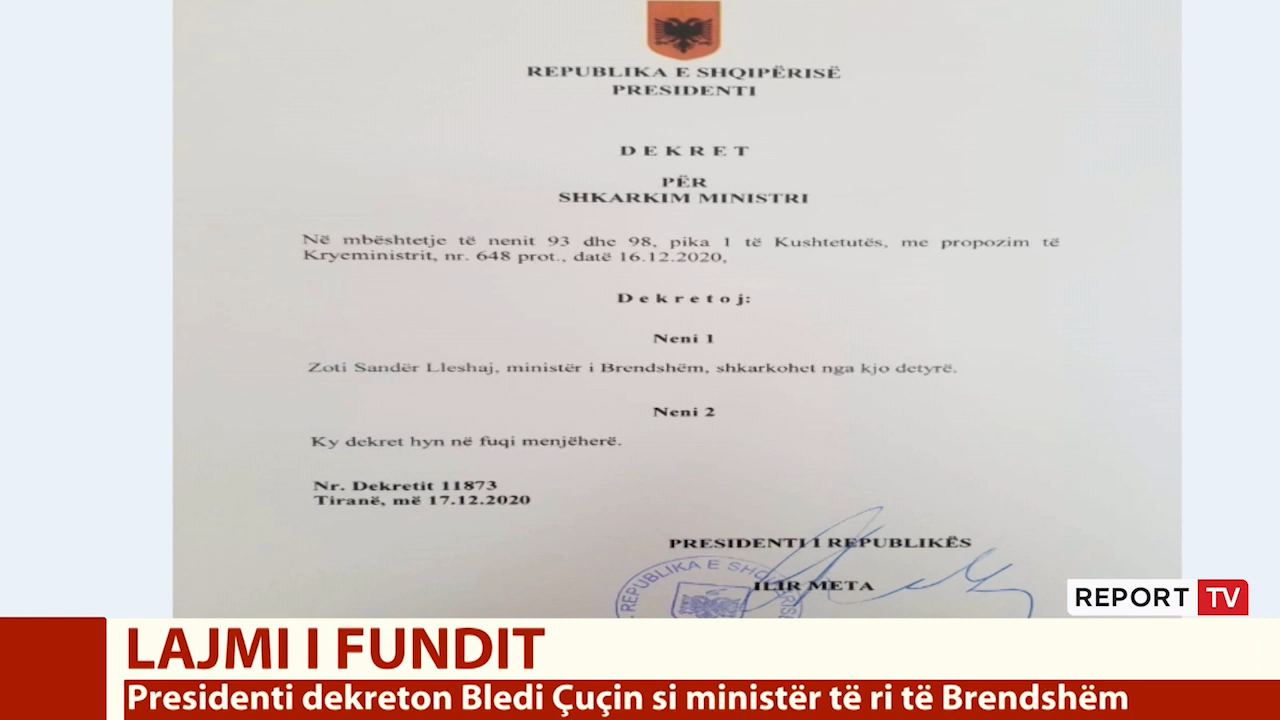 REPUBLIKA E SHQIPËRISË
PRESIDENTI
DEKRET
PËR
SHKARKIM MINISTRI
Në mbështetje të nenit 93 dhe 98, pika 1 të Kushtetutës, me propozim të
Kryeministrit, nr. 648 prot., datë 16.12.2020,
Dekretoj:
Neni 1
Zoti Sandër Lleshaj, ministër i Brendshëm, shkarkohet nga kjo detyrë.
Neni 2
Ky dekret hyn në fuqi menjëherë.
Nr. Dekretit 11873
Tiranë, më 17.12.2020
PRESIDENTI I REPUBLIKËS
ILIR META
REPUBLIKA E
REPORT TV
LAJMI I FUNDIT
Presidenti dekreton Bledi Çuçin si ministër të ri të Brendshëm